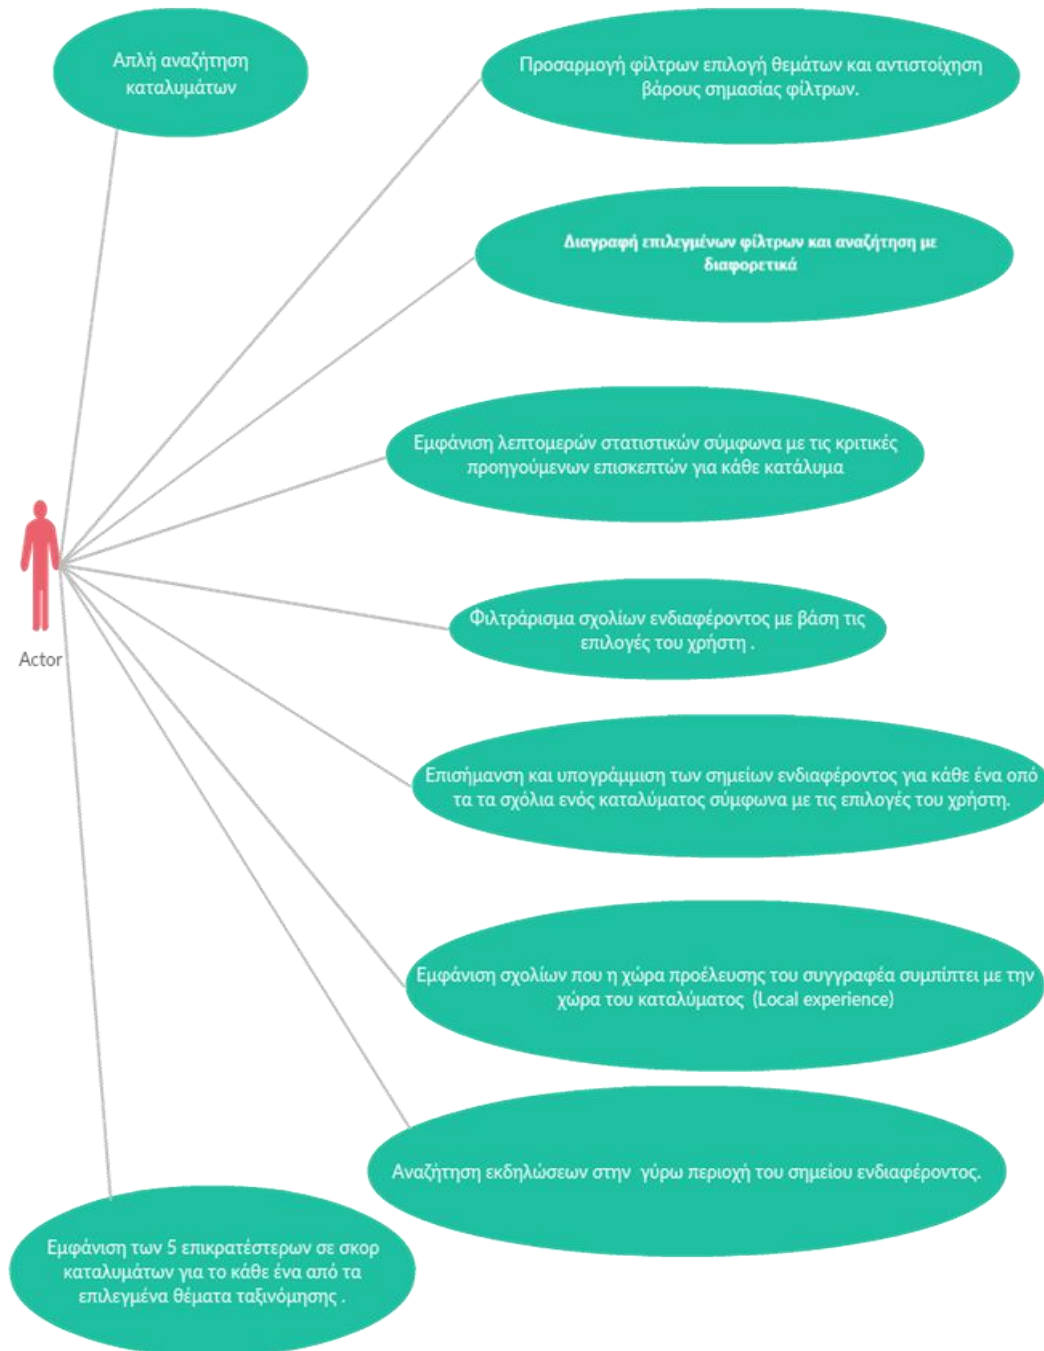 Απλή αναζήτηση
καταλυμάτων
Προσαρμογή φίλτρων επιλογή θεμάτων και αντιστοίχηση
βάρους σημασίας φίλτρων.
Διαγραφή επιλεγμένων φίλτρων και αναζήτηση με
διαφορετικά
Εμφάνιση λεπτομερών στατιστικών σύμφωνα με τις κριτικές
προηγούμενων επισκεπτών για κάθε κατάλυμα
Φιλτράρισμα σχολίων ενδιαφέροντος με βάση τις
επιλογές του χρήστη .
Actor
Επισήμανση και υπογράμμιση των σημείων ενδιαφέροντος για κάθε ένα οπό
τα τα σχόλια ενός καταλύματος σύμφωνα με τις επιλογές του χρήστη.
Εμφάνιση σχολίων που η χώρα προέλευσης του συγγραφέα συμπίπτει με την
χώρα του καταλύματος (Local experience)
Αναζήτηση εκδηλώσεων στην γύρω περιοχή του σημείου ενδιαφέροντος.
Εμφάνιση των 5 επικρατέστερων σε σκορ
καταλυμάτων για το κάθε ένα από τα
επιλεγμένα θέματα ταξινόμησης .